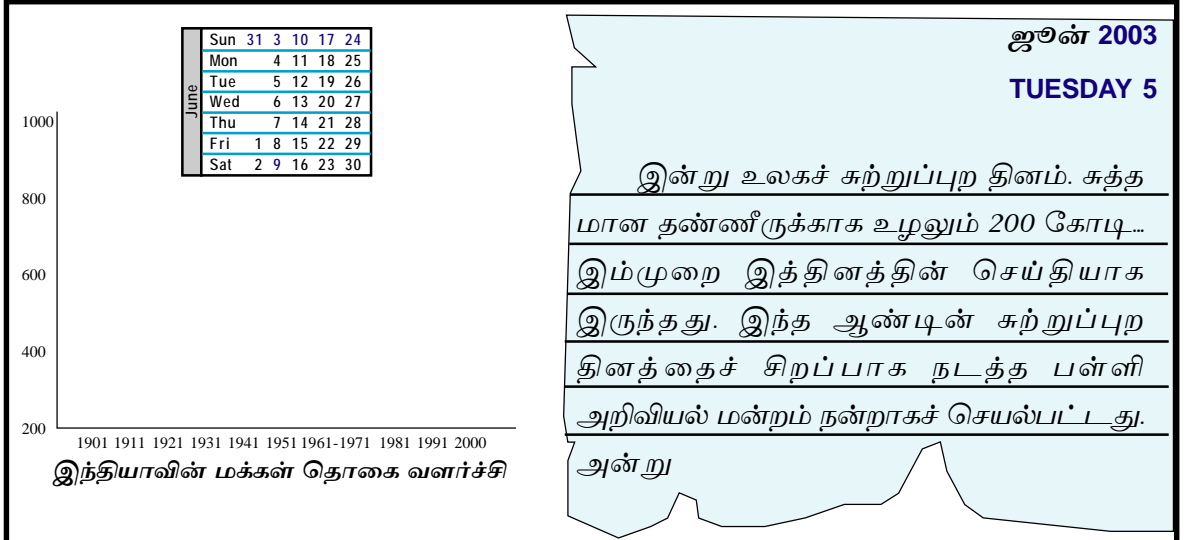 June
Sun 31 3 10 17 24
Mon 4 11 18 25
Tue 5 12 19 26
Wed 6 13 20 27
Thu 7 14 21 28
Fri 1 8 15 22 29
Sat 2 9 16 23 30
1000
800
600
400
200
1901 1911 1921 1931 1941 1951 1961-1971 1981 1991 2000
இந்தியாவின் மக்கள் தொகை வளர்ச்சி
ஜூன் 2003
TUESDAY 5
இன்று உலகச் சுற்றுப்புற தினம். சுத்த
மான தண்ணீருக்காக உழலும் 200 கோடி...
இம்முறை இத்தினத்தின் செய்தியாக
இருந்தது. இந்த ஆண்டின் சுற்றுப்புற
தினத்தைச் சிறப்பாக நடத்த பள்ளி
அறிவியல் மன்றம் நன்றாகச் செயல்பட்டது.
அன்று